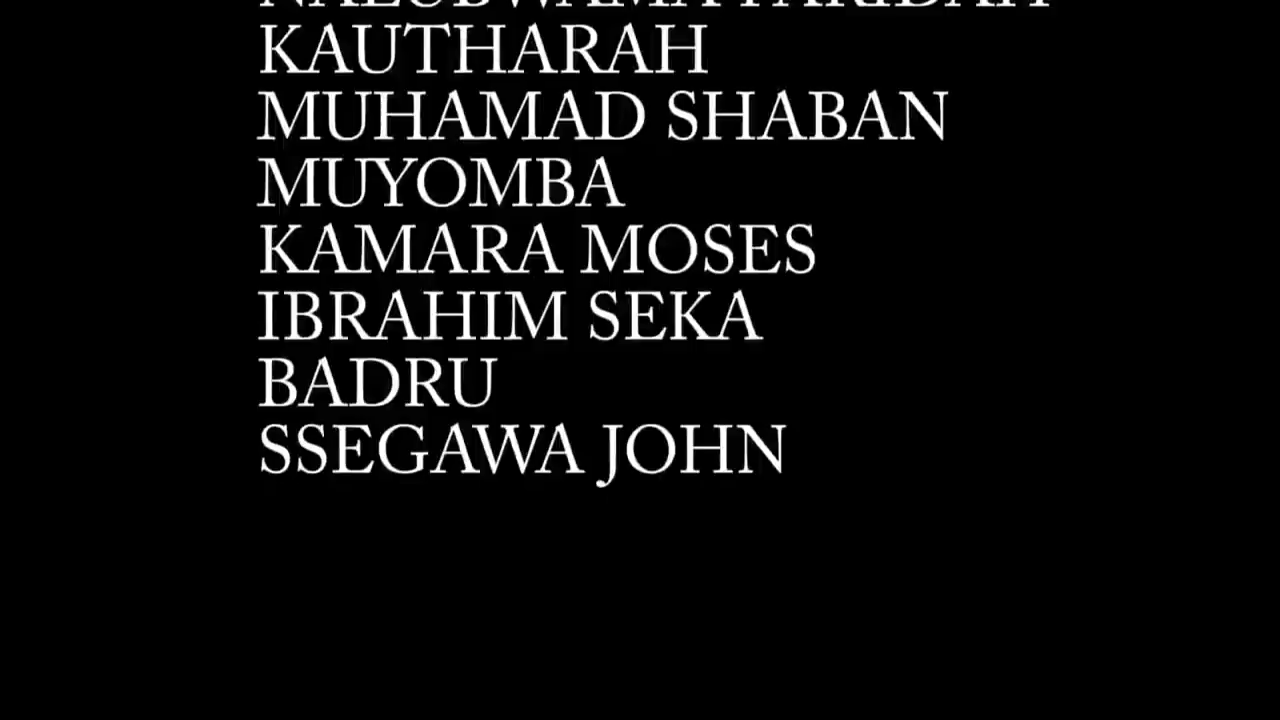 KAUTHARAH
MUHAMAD SHABAN
MUYOMBA
KAMARA MOSES
IBRAHIM SEKA
BADRU
SSEGAWA JOHN